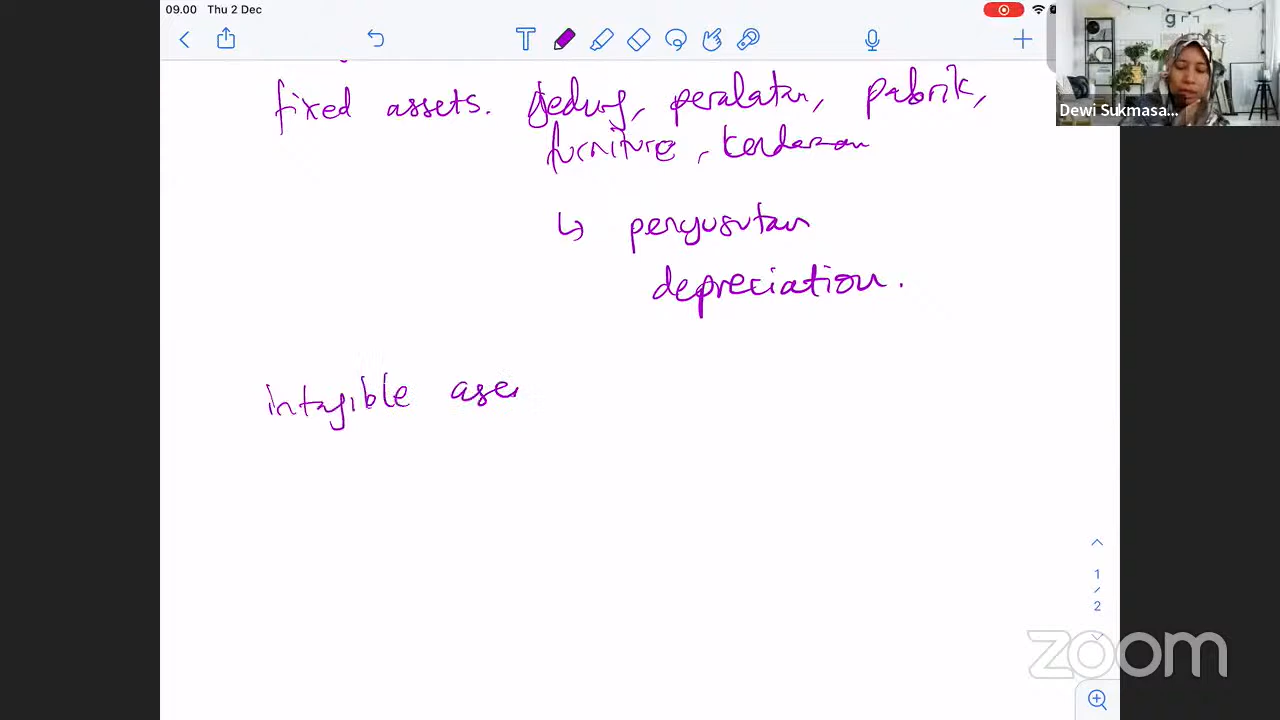 09.00 Thu 2 Dec
Dewi Sukmasa...
fixed assets. gedung, peralatan, pabrik,
furniture, kendaraan
↳ penyusutan
depreciation.
intagible ase
1
/
2
zoom